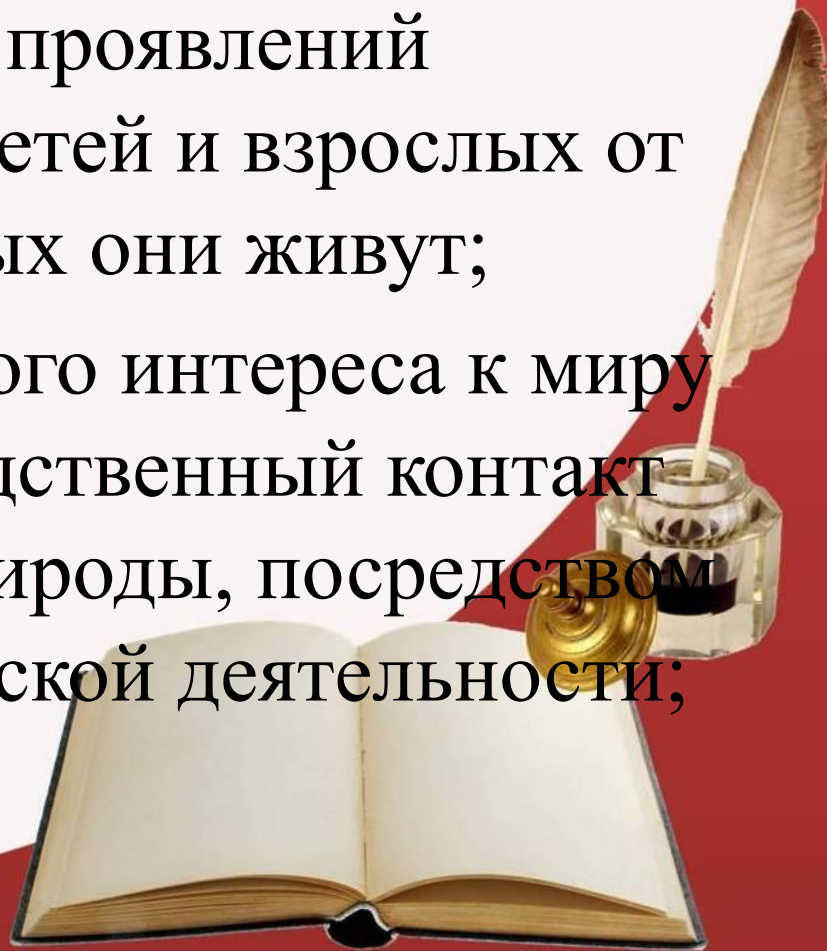 проявлений
етей и взрослых от
ых они живут;
ого интереса к миру
дственный контакт
ироды, посредством
ской деятельности;